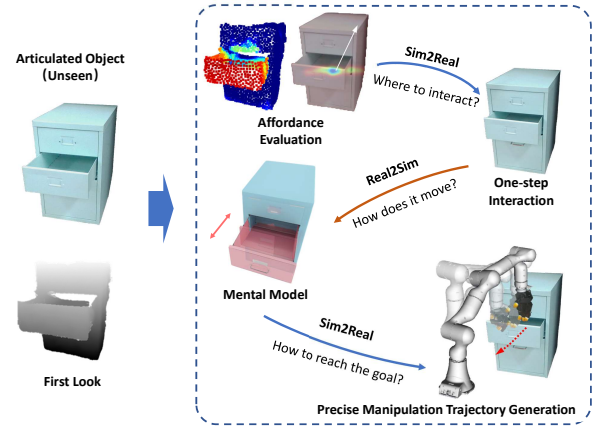 Articulated Object
(Unseen)
First Look
Affordance
Evaluation
Sim2Real
Where to interact?
One-step
Interaction
Real2Sim
How does it move?
Mental Model
Sim2Real
How to reach the goal?
Precise Manipulation Trajectory Generation